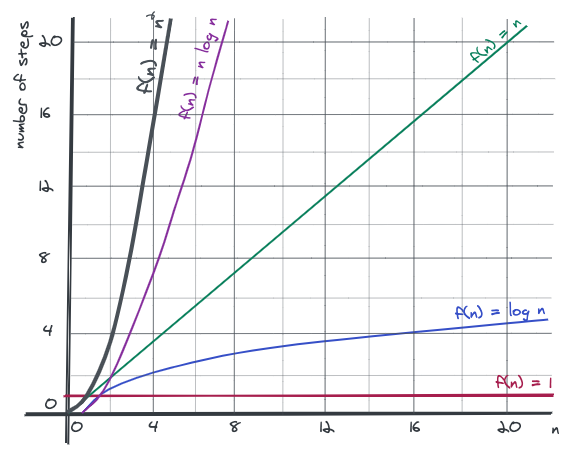 number of steps
20
16
12
8
4
0
f(n) = n²
f(n) = n log n
f(n) = n
f(n) = log n
f(n) = 1
0 4 8 12 16 20 n